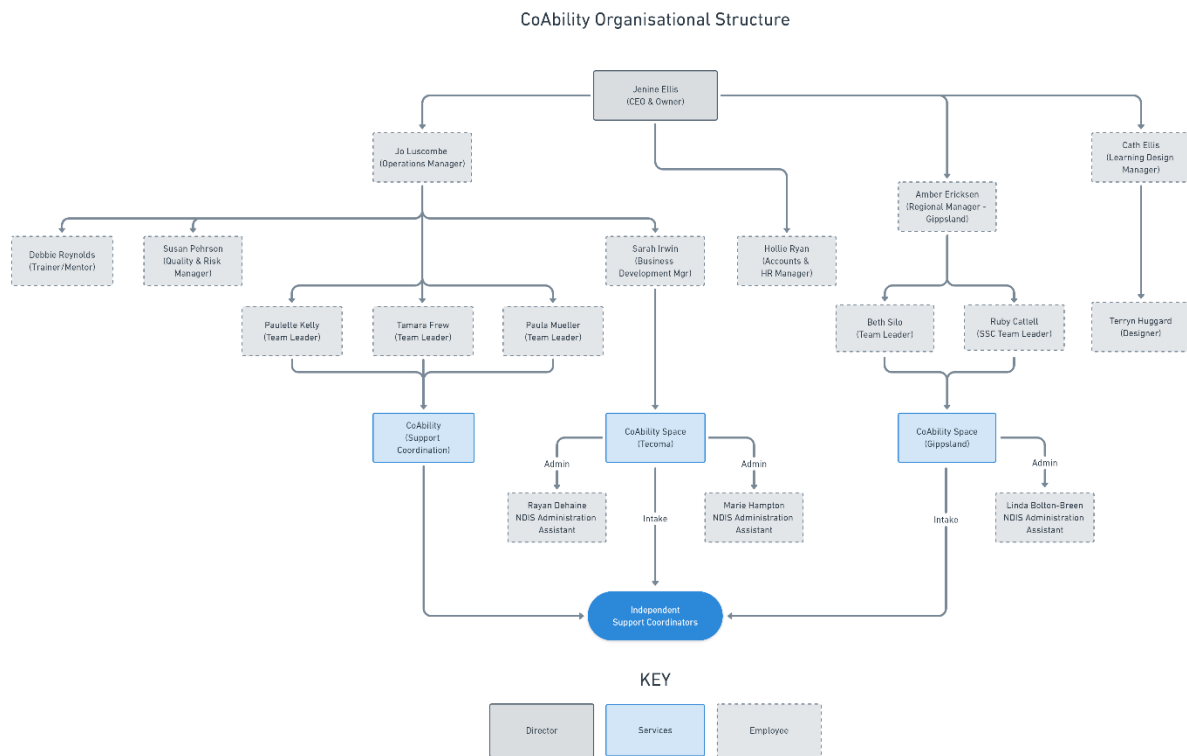 CoAbility Organisational Structure
Jenine Ellis
(CEO & Owner)
Jo Luscombe
(Operations Manager)
Cath Ellis
(Learning Design
Manager)
Amber Ericksen
(Regional Manager -
Gippsland)
Debbie Reynolds
(Trainer/Mentor)
Susan Pehrson
(Quality & Risk
Manager)
Sarah Irwin
(Business
Development Mgr)
Hollie Ryan
(Accounts &
HR Manager)
Paulette Kelly
(Team Leader)
Tamara Frew
(Team Leader)
Paula Mueller
(Team Leader)
Beth Silo
(Team Leader)
Ruby Cattell
(SSC Team Leader)
Terryn Huggard
(Designer)
CoAbility
(Support
Coordination)
CoAbility Space
(Tecoma)
CoAbility Space
(Gippsland)
Admin
Admin
Admin
Rayan Dehaine
NDIS Administration
Assistant
Intake
Marie Hampton
NDIS Administration
Assistant
Intake
Linda Bolton-Breen
NDIS Administration
Assistant
Independent
Support Coordinators
KEY
Director
Services
Employee